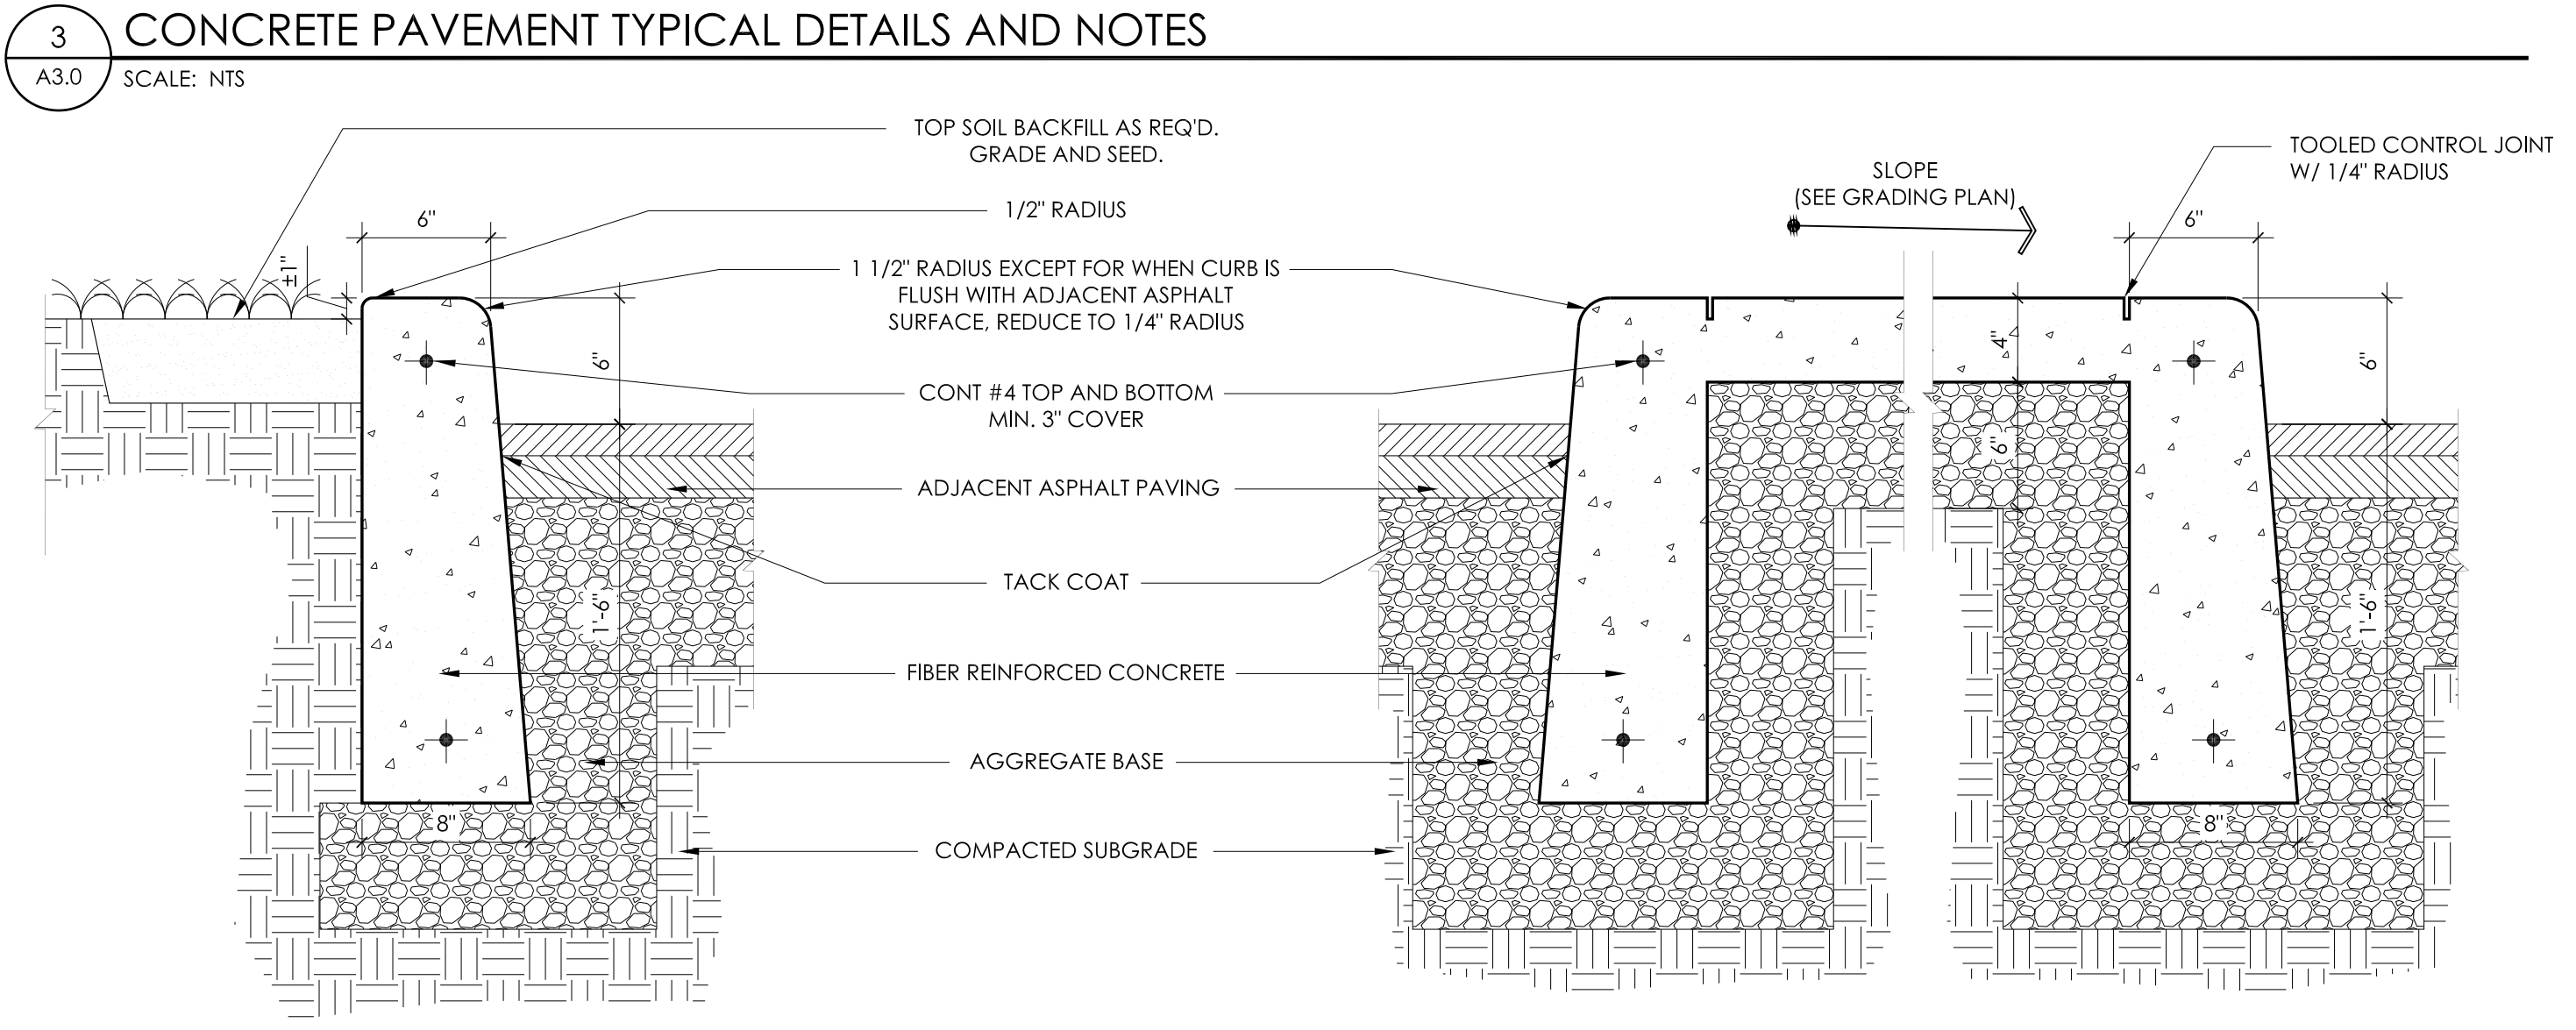 3
A3.0
CONCRETE PAVEMENT TYPICAL DETAILS AND NOTES
SCALE: NTS
TOP SOIL BACKFILL AS REQ'D.
GRADE AND SEED.
1/2" RADIUS
1 1/2" RADIUS EXCEPT FOR WHEN CURB IS
FLUSH WITH ADJACENT ASPHALT
SURFACE, REDUCE TO 1/4" RADIUS
CONT #4 TOP AND BOTTOM
MIN. 3" COVER
ADJACENT ASPHALT PAVING
TACK COAT
FIBER REINFORCED CONCRETE
AGGREGATE BASE
COMPACTED SUBGRADE
6"
±1"
6"
1'-6"
8"
SLOPE
(SEE GRADING PLAN)
TOOLED CONTROL JOINT
W/ 1/4" RADIUS
6"
4"
6"
6"
1'-6"
8"